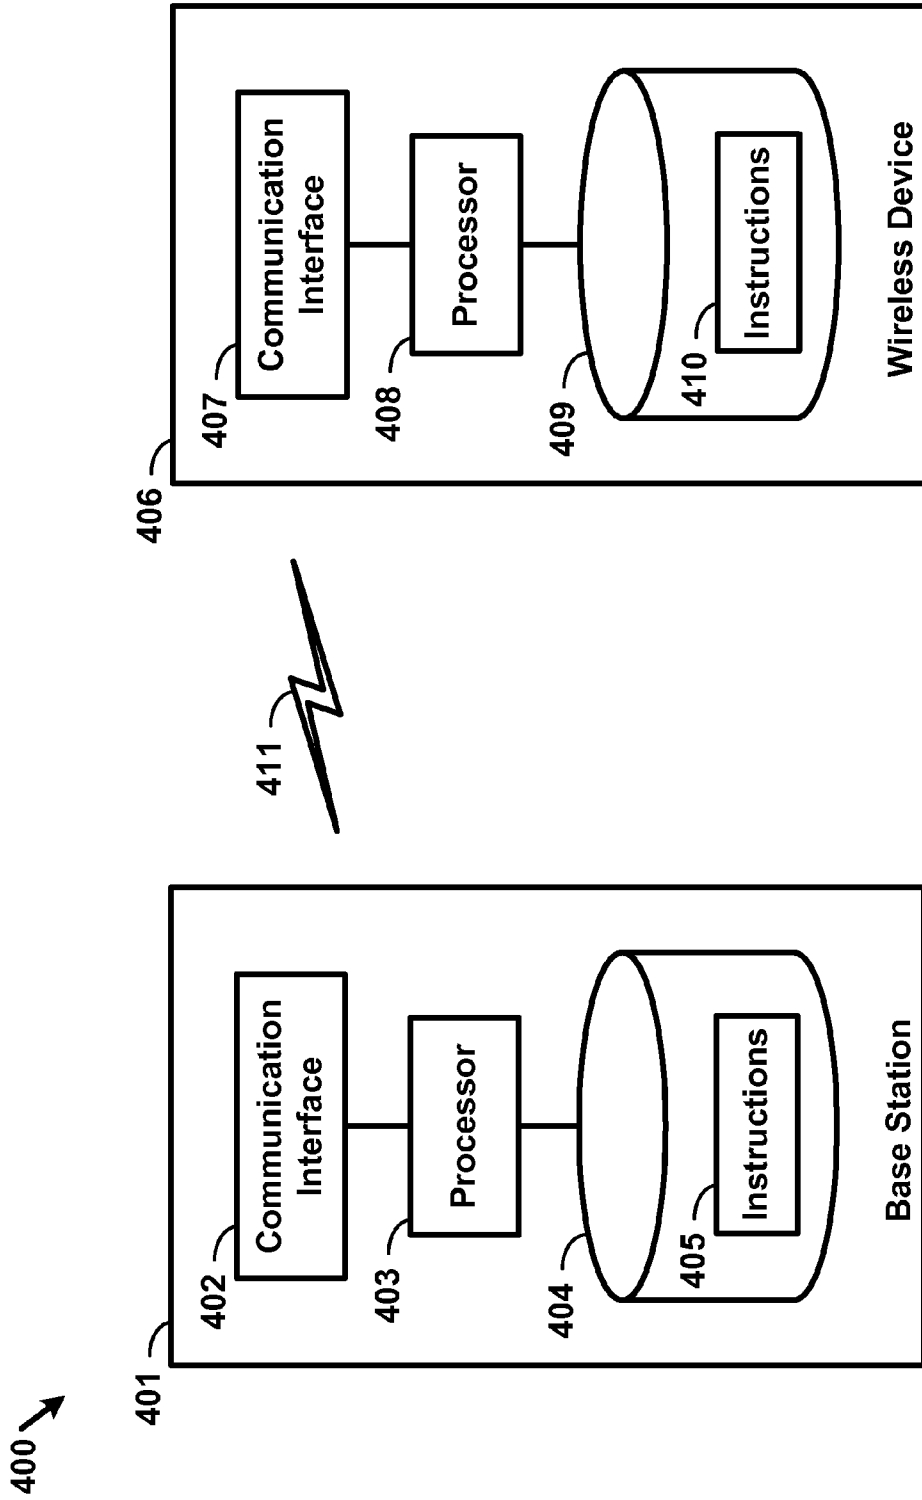 400
401
402
Communication
Interface
403
Processor
404
405
Instructions
Base Station
411
406
407
Communication
Interface
408
Processor
409
410
Instructions
Wireless Device